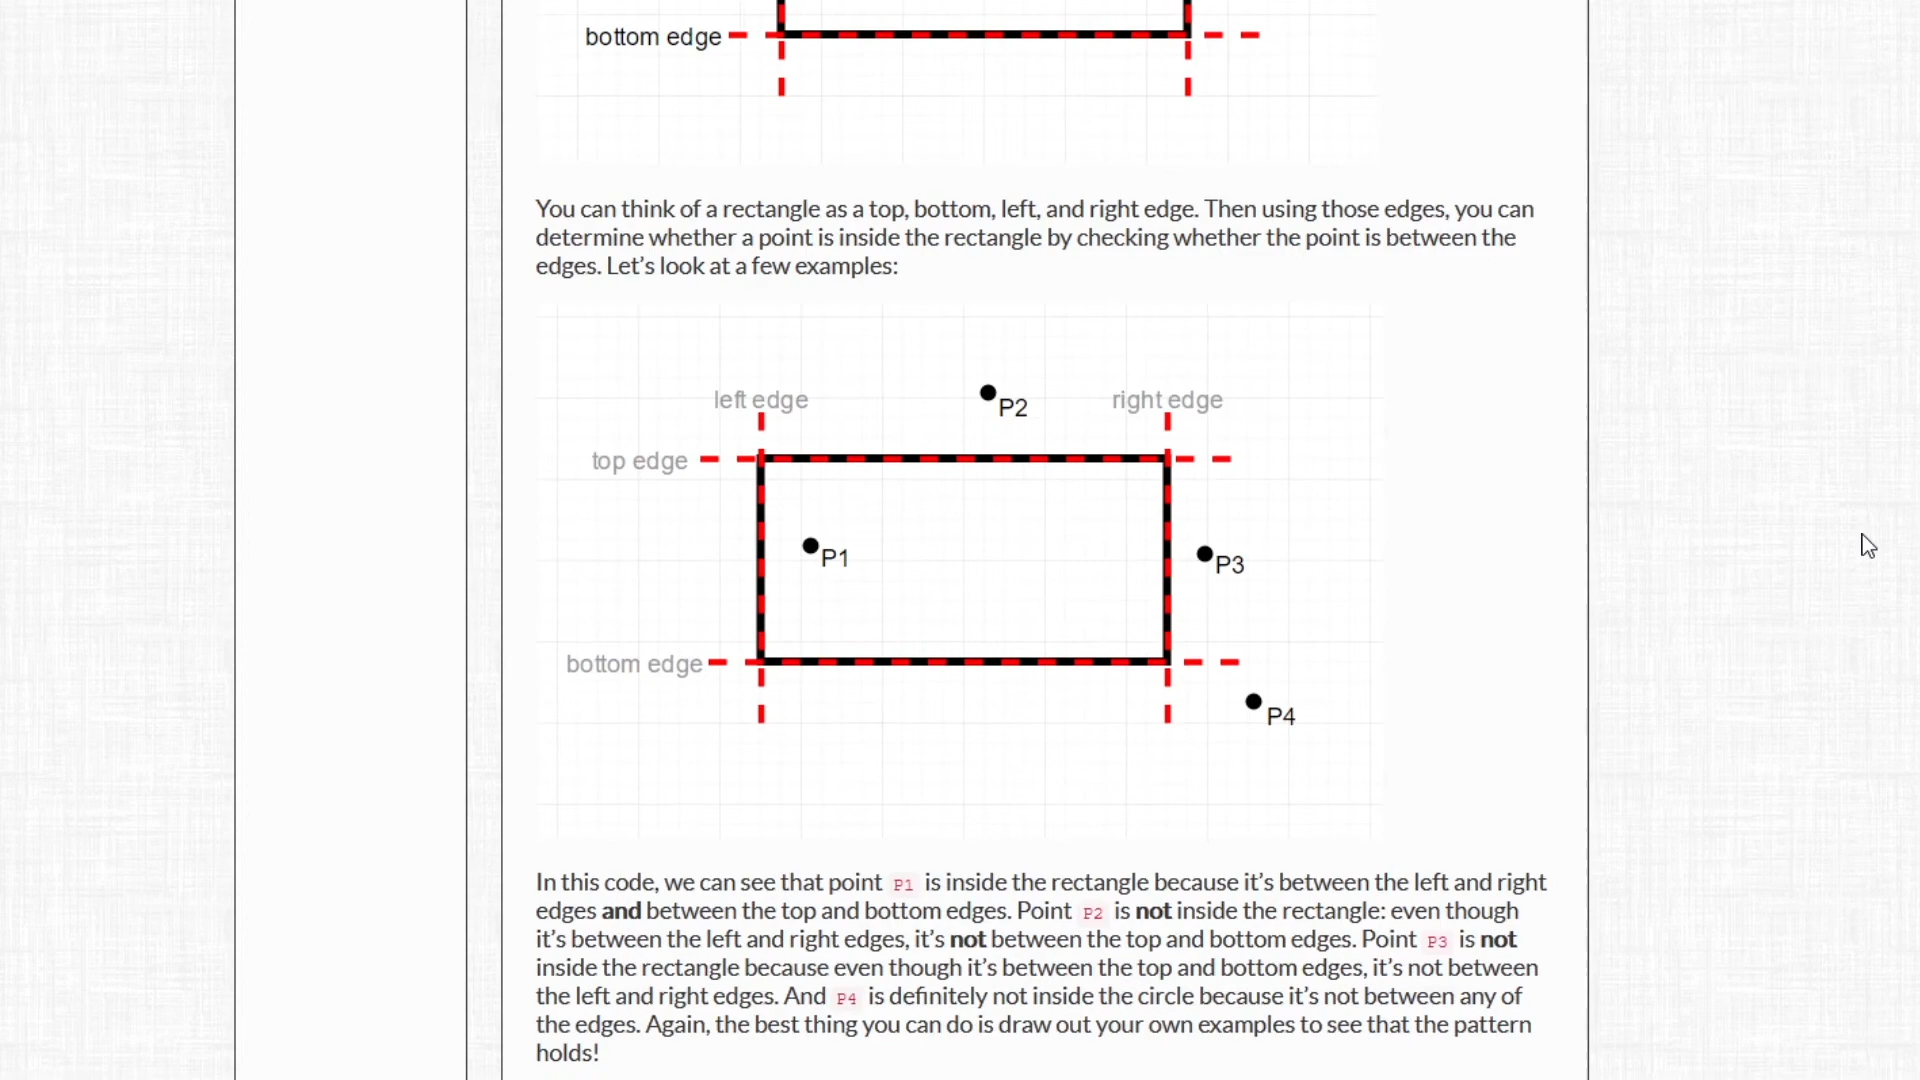 bottom edge
You can think of a rectangle as a top, bottom, left, and right edge. Then using those edges, you can
determine whether a point is inside the rectangle by checking whether the point is between the
edges. Let’s look at a few examples:
left edge
P2
right edge
top edge
P1
P3
bottom edge
P4
In this code, we can see that point P1 is inside the rectangle because it’s between the left and right
edges and between the top and bottom edges. Point P2 is not inside the rectangle: even though
it’s between the left and right edges, it’s not between the top and bottom edges. Point P3 is not
inside the rectangle because even though it’s between the top and bottom edges, it’s not between
the left and right edges. And P4 is definitely not inside the circle because it’s not between any of
the edges. Again, the best thing you can do is draw out your own examples to see that the pattern
holds!